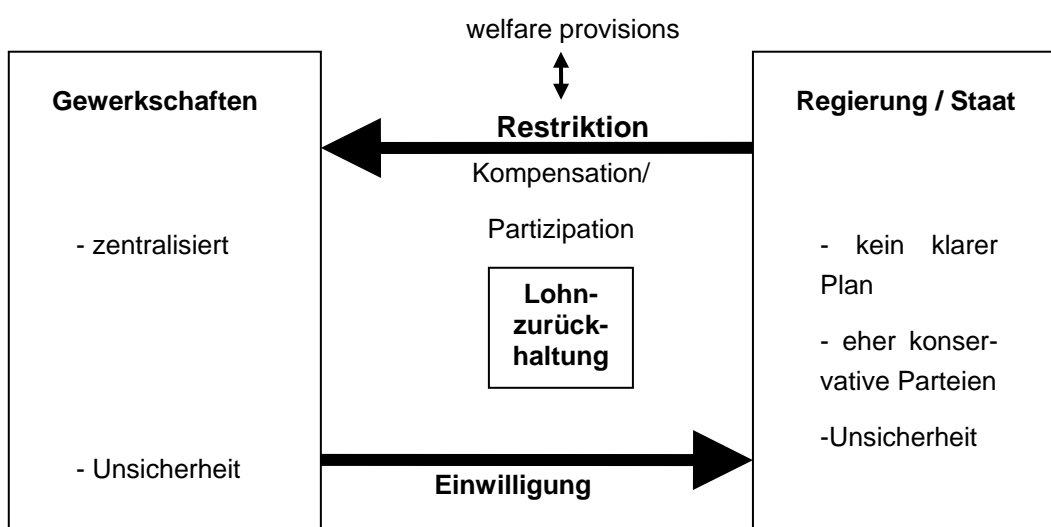 welfare provisions
Gewerkschaften
- zentralisiert
- Unsicherheit
Restriktion
Kompensation/
Partizipation
Lohn-
zurück-
haltung
Einwilligung
Regierung / Staat
- kein klarer
Plan
- eher konser-
vative Parteien
-Unsicherheit